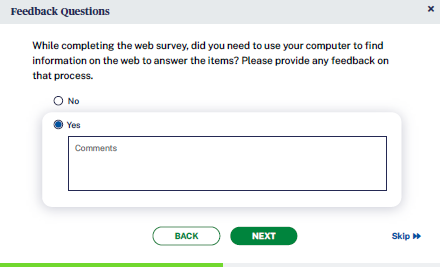 Feedback Questions
×
While completing the web survey, did you need to use your computer to find
information on the web to answer the items? Please provide any feedback on
that process.
No
Yes
Comments
BACK NEXT Skip